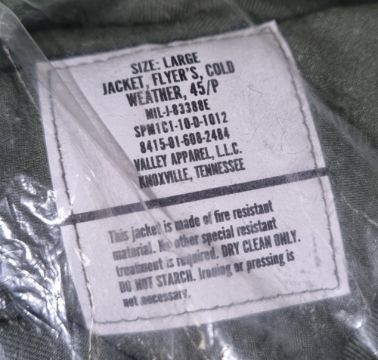 SIZE: LARGE
JACKET, FLYER'S, COLD
WEATHER, 45/P
MIL-J-83388E
SPM1C1-10-D-1012
8415-01-600-2484
VALLEY APPAREL, L.L.C.
KNOXVILLE, TENNESSEE
This jacket is made of fire resistant
material. No other special resistant
treatment is required. DRY CLEAN ONLY.
DO NOT STARCH. Ironing or pressing is
not necessary.